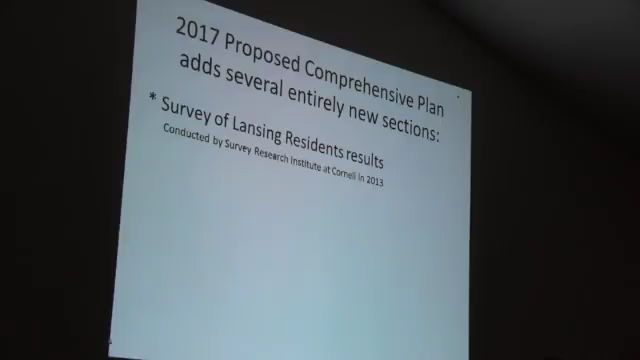 2017 Proposed Comprehensive Plan
adds several entirely new sections:
* Survey of Lansing Residents results
Conducted by Survey Research Institute at Cornell in 2013